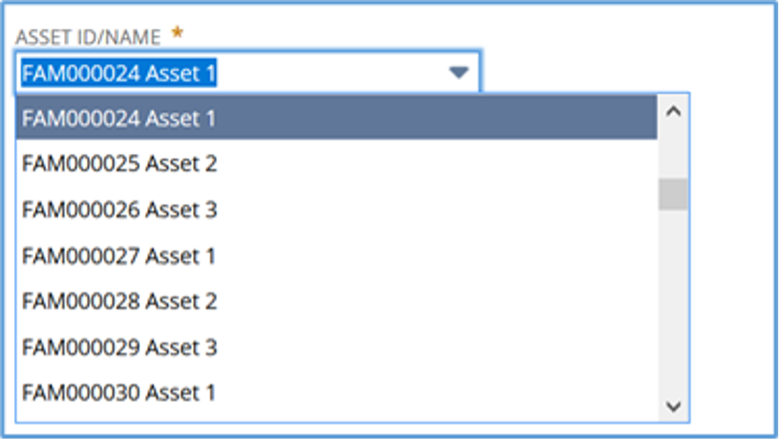 ASSET ID/NAME *
FAM000024 Asset 1
FAM000024 Asset 1
FAM000025 Asset 2
FAM000026 Asset 3
FAM000027 Asset 1
FAM000028 Asset 2
FAM000029 Asset 3
FAM000030 Asset 1